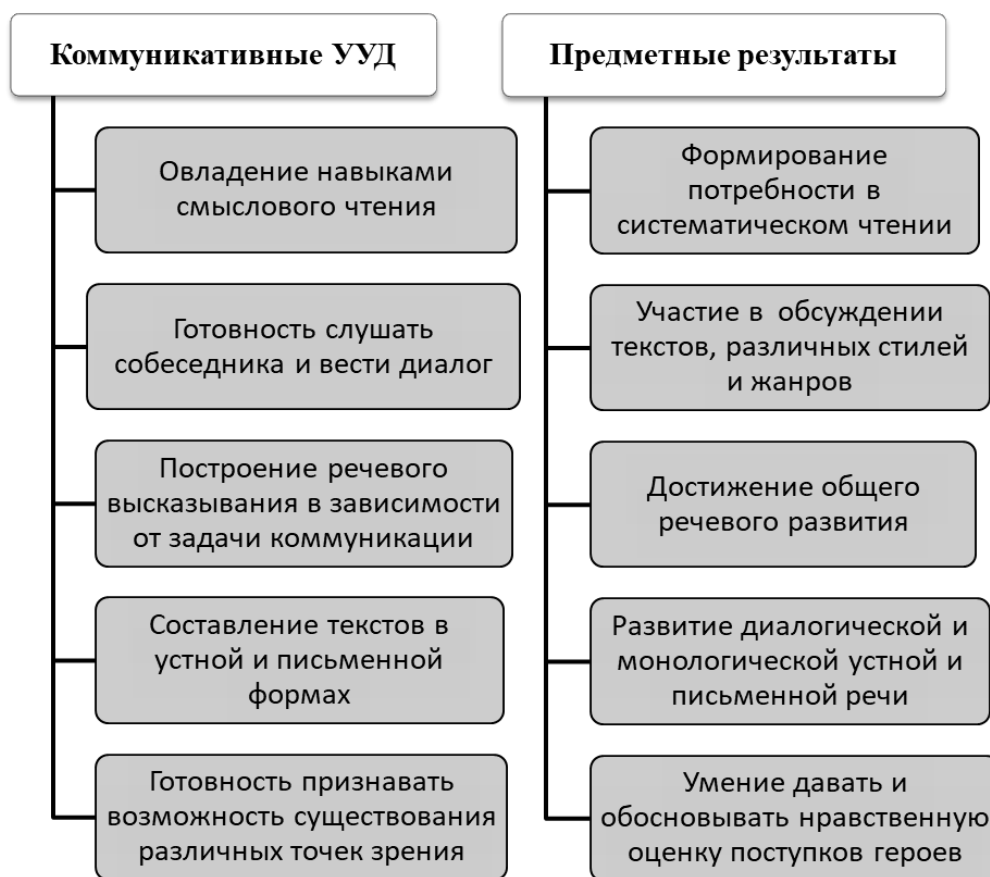 Коммуникативные УУД
Овладение навыками
смыслового чтения
Готовность слушать
собеседника и вести диалог
Построение речевого
высказывания в зависимости
от задачи коммуникации
Составление текстов в
устной и письменной
формах
Готовность признавать
возможность существования
различных точек зрения
Предметные результаты
Формирование
потребности в
систематическом чтении
Участие в обсуждении
текстов, различных стилей
и жанров
Достижение общего
речевого развития
Развитие диалогической и
монологической устной и
письменной речи
Умение давать и
обосновывать нравственную
оценку поступков героев